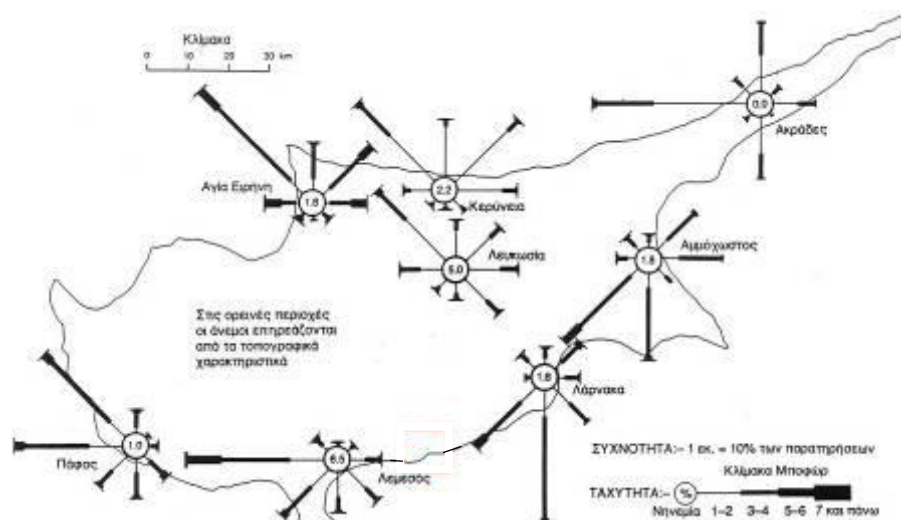 Κλίμακα
0 10 20 30 km
0.0
Ακράδες
Αγία Ειρήνη
1.8
2.2
Κερύνεια
Λευκωσία
5.0
1.8
Αμμόχωστος
Στις ορεινές περιοχές
οι άνεμοι επηρεάζονται
από τα τοπογραφικά
χαρακτηριστικά
1.8
Λάρνακα
1.0
Πάφος
6.5
Λεμεσός
ΣΥΧΝΟΤΗΤΑ:– 1 εκ. = 10% των παρατηρήσεων
Κλίμακα Μποφώρ
ΤΑΧΥΤΗΤΑ:– %
Νηνεμία 1–2 3–4 5–6 7 και πάνω